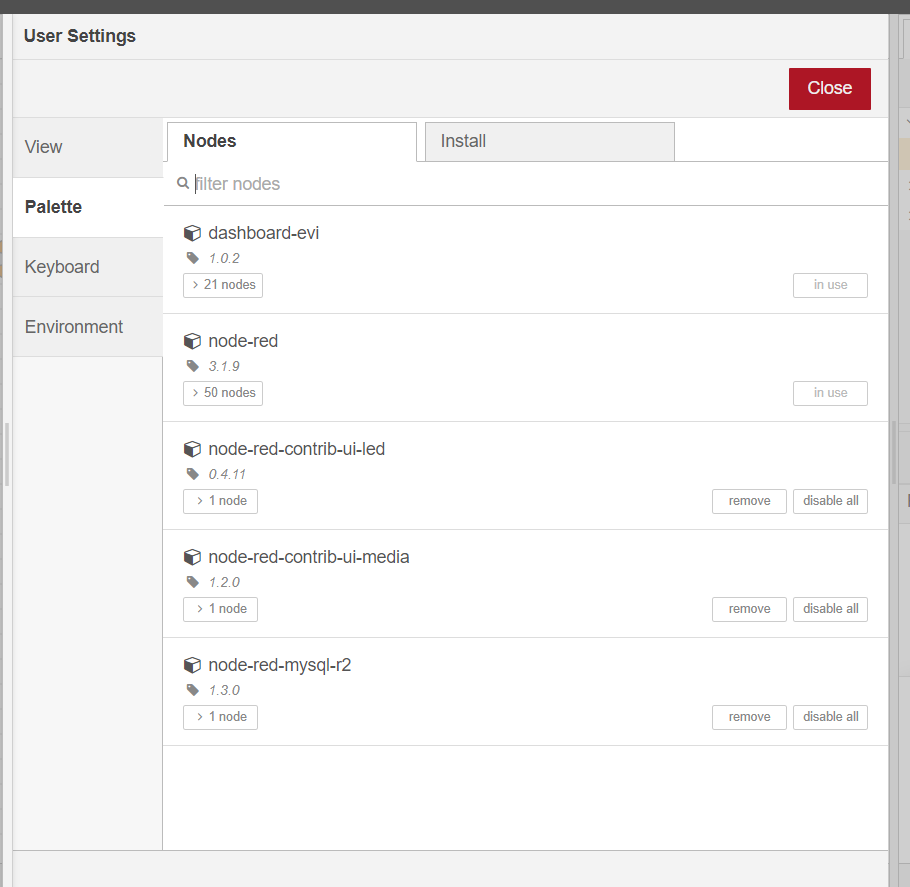 User Settings
Close
View
Palette
Keyboard
Environment
Nodes
Install
filter nodes
dashboard-evi
1.0.2
21 nodes
in use
node-red
3.1.9
50 nodes
in use
node-red-contrib-ui-led
0.4.11
1 node
remove
disable all
node-red-contrib-ui-media
1.2.0
1 node
remove
disable all
node-red-mysql-r2
1.3.0
1 node
remove
disable all